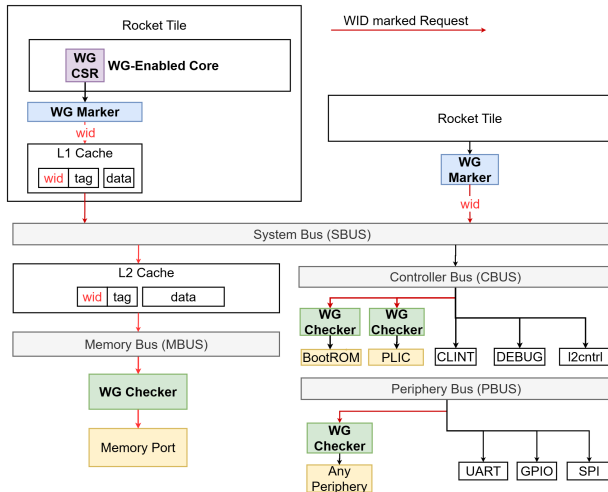 Rocket Tile
WG
CSR
WG-Enabled Core
WG Marker
wid
L1 Cache
wid tag data
WID marked Request
Rocket Tile
WG
Marker
wid
System Bus (SBUS)
L2 Cache
wid tag data
Memory Bus (MBUS)
WG Checker
Memory Port
Controller Bus (CBUS)
WG
Checker
WG
Checker
BootROM PLIC CLINT DEBUG l2cntrl
Periphery Bus (PBUS)
WG
Checker
Any
Periphery
UART GPIO SPI